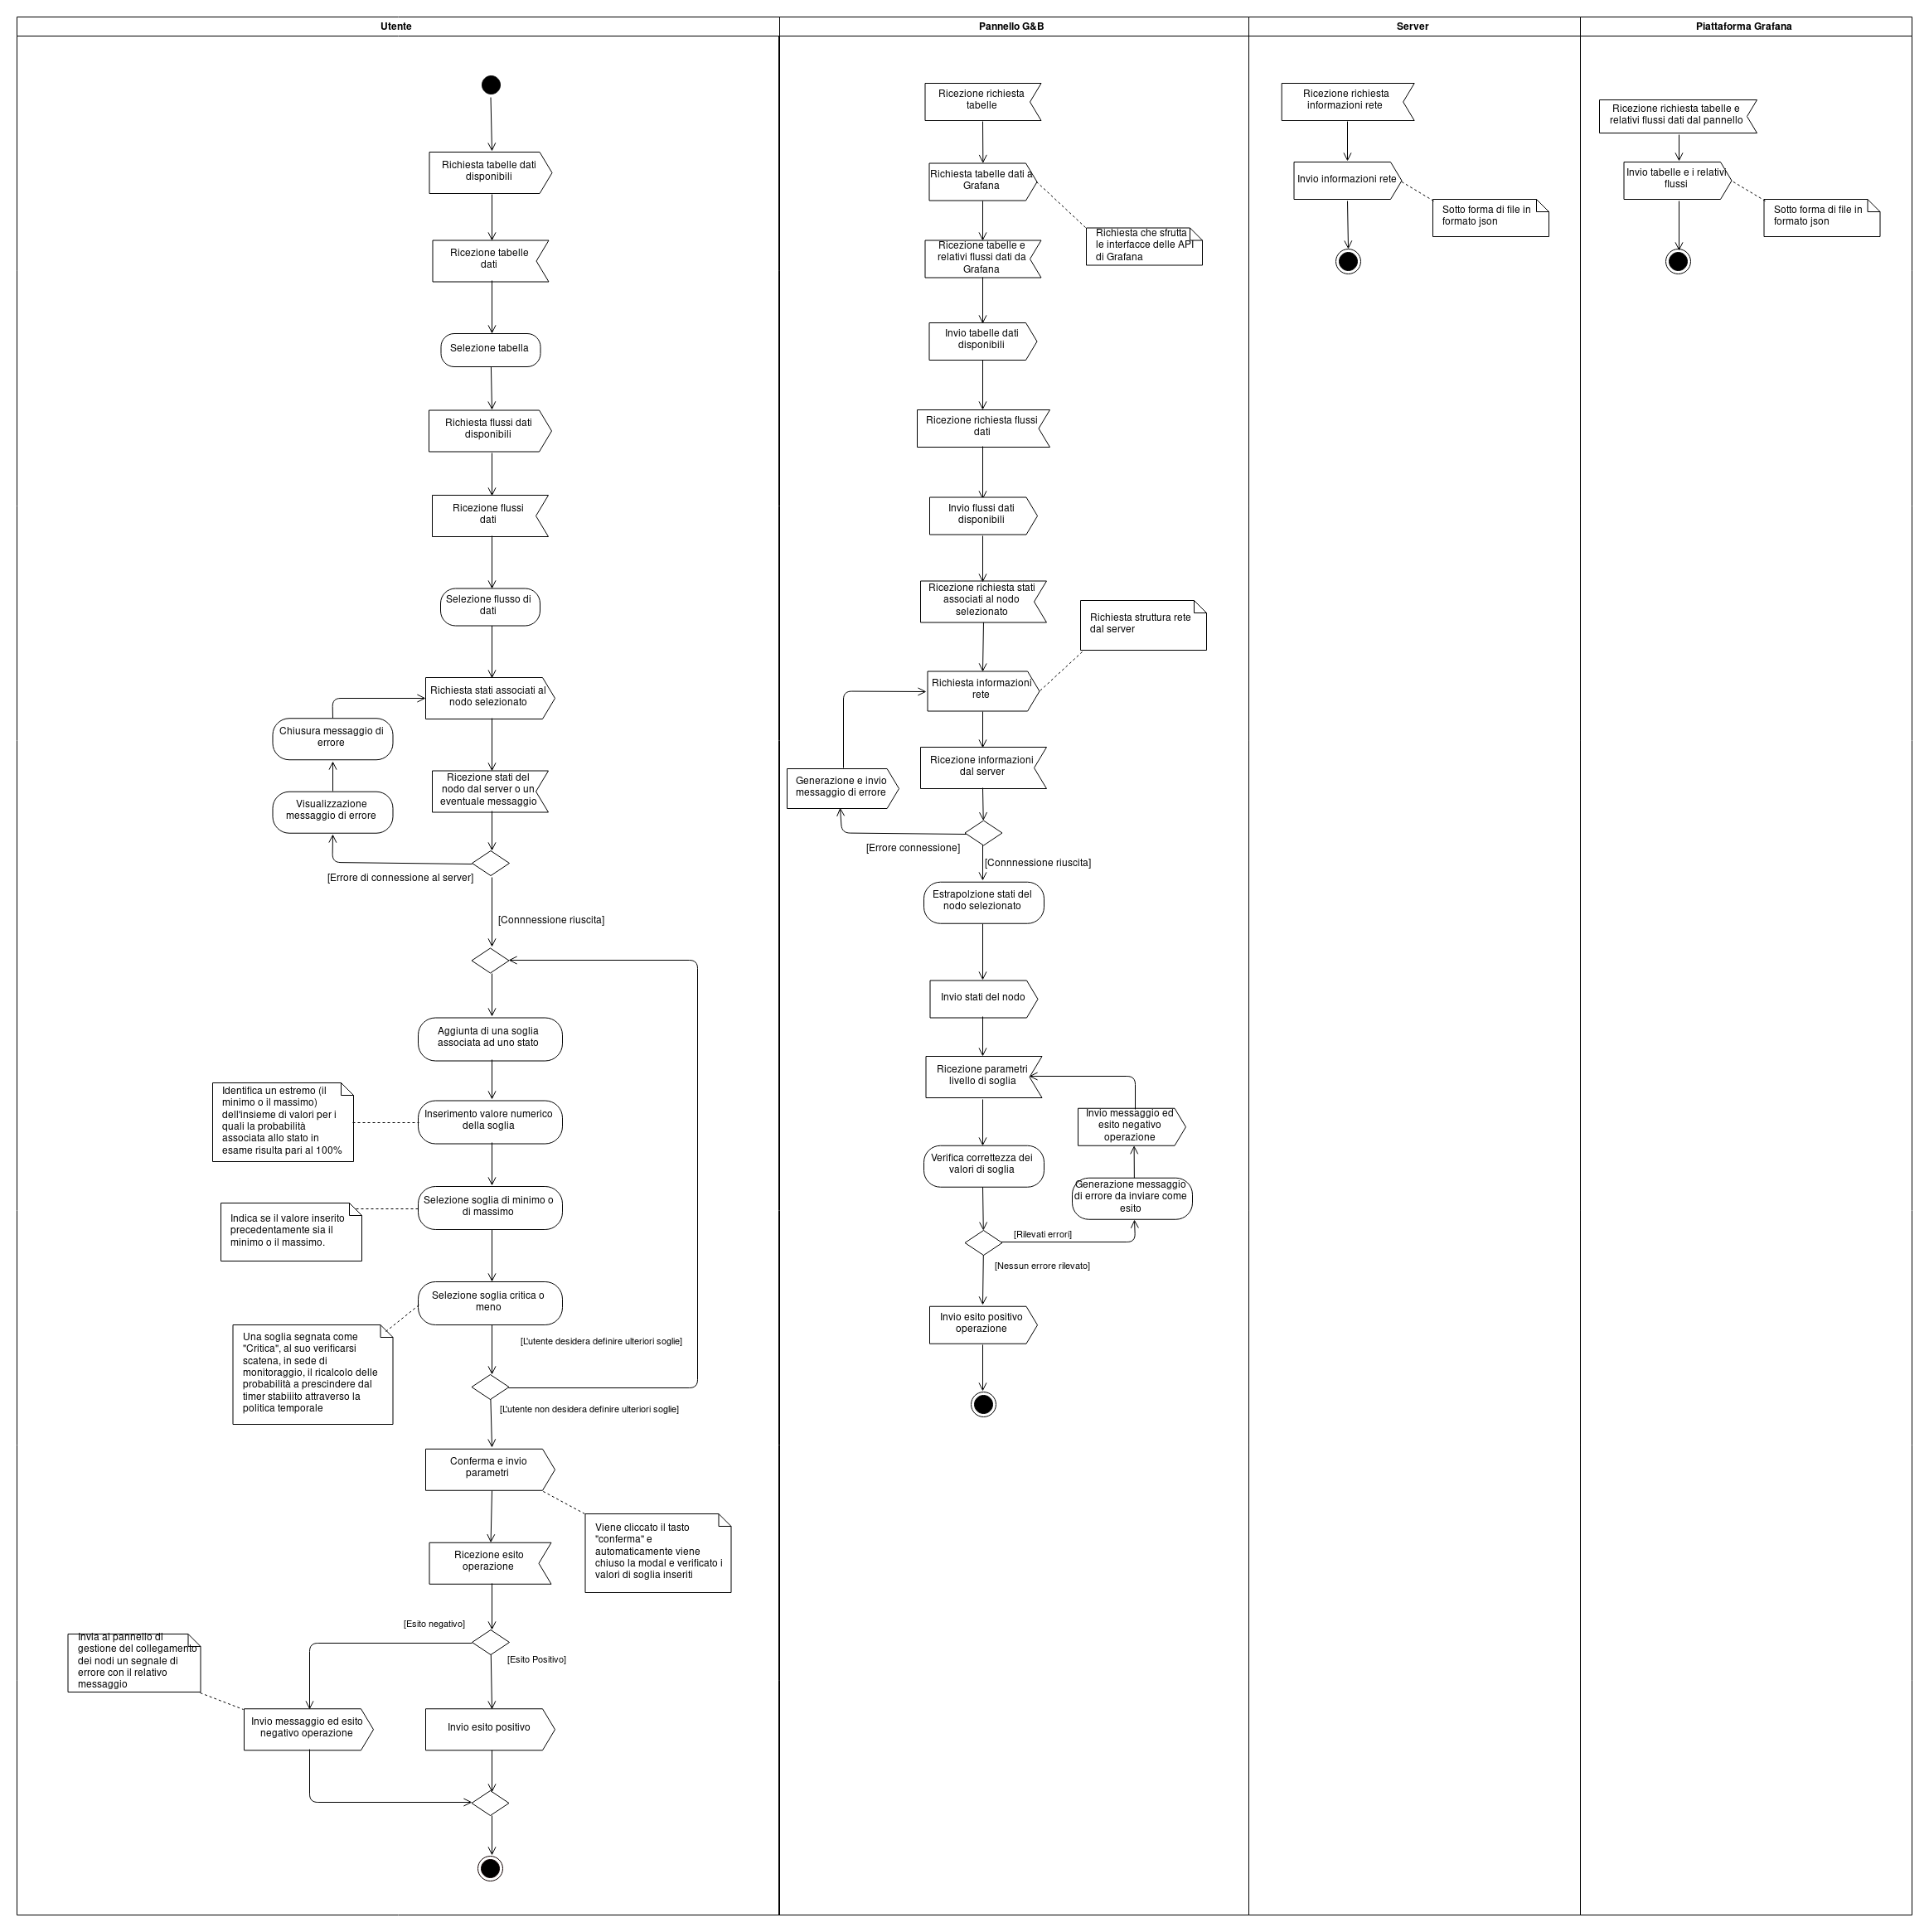 Utente
Pannello G&B
Server
Piattaforma Grafana
Richiesta tabelle dati
disponibili
Ricezione tabelle
dati
Selezione tabella
Richiesta flussi dati
disponibili
Ricezione flussi
dati
Selezione flusso di
dati
Richiesta stati associati al
nodo selezionato
Chiusura messaggio di
errore
Ricezione stati del
nodo dal server o un
eventuale messaggio
Visualizzazione
messaggio di errore
[Errore di connessione al server]
[Connnessione riuscita]
Aggiunta di una soglia
associata ad uno stato
Identifica un estremo (il
minimo o il massimo)
dell'insieme di valori per i
quali la probabilità
associata allo stato in
esame risulta pari al 100%
Inserimento valore numerico
della soglia
Selezione soglia di minimo o
di massimo
Indica se il valore inserito
precedentemente sia il
minimo o il massimo.
Selezione soglia critica o
meno
Una soglia segnata come
"Critica", al suo verificarsi
scatena, in sede di
monitoraggio, il ricalcolo delle
probabilità a prescindere dal
timer stabiiito attraverso la
politica temporale
[L'utente desidera definire ulteriori soglie]
[L'utente non desidera definire ulteriori soglie]
Conferma e invio
parametri
Viene cliccato il tasto
"conferma" e
automaticamente viene
chiuso la modal e verificato i
valori di soglia inseriti
Ricezione esito
operazione
[Esito negativo]
[Esito Positivo]
Invia al pannello di
gestione del collegamento
dei nodi un segnale di
errore con il relativo
messaggio
Invio messaggio ed esito
negativo operazione
Invio esito positivo
Ricezione richiesta
tabelle
Richiesta tabelle dati a
Grafana
Richiesta che sfrutta
le interfacce delle API
di Grafana
Ricezione tabelle e
relativi flussi dati da
Grafana
Invio tabelle dati
disponibili
Ricezione richiesta flussi
dati
Invio flussi dati
disponibili
Ricezione richiesta stati
associati al nodo
selezionato
Richiesta struttura rete
dal server
Richiesta informazioni
rete
Ricezione informazioni
dal server
Generazione e invio
messaggio di errore
[Errore connessione]
[Connnessione riuscita]
Estrapolzione stati del
nodo selezionato
Invio stati del nodo
Ricezione parametri
livello di soglia
Invio messaggio ed
esito negativo
operazione
Verifica correttezza dei
valori di soglia
Generazione messaggio
di errore da inviare come
esito
[Rilevati errori]
[Nessun errore rilevato]
Invio esito positivo
operazione
Ricezione richiesta
informazioni rete
Invio informazioni rete
Sotto forma di file in
formato json
Ricezione richiesta tabelle e
relativi flussi dati dal pannello
Invio tabelle e i relativi
flussi
Sotto forma di file in
formato json